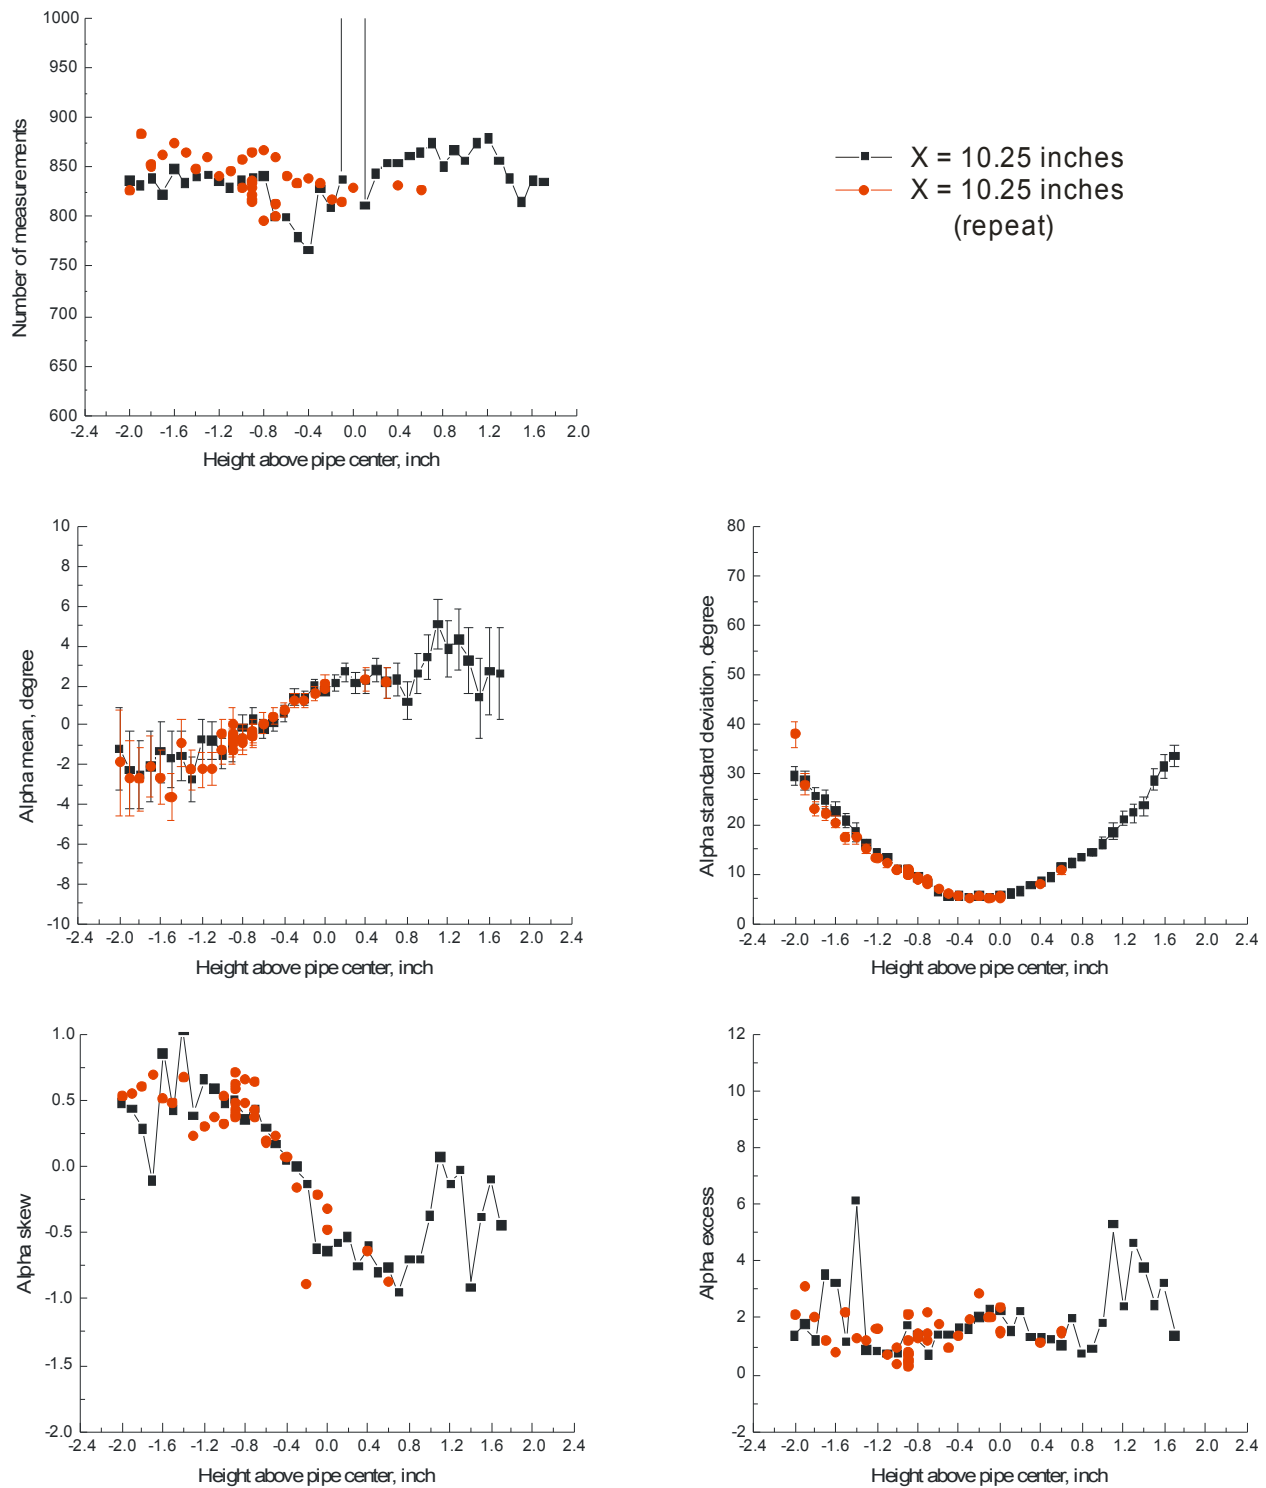 1000
950
900
850
800
750
700
650
600
Number of measurements
-2.4 -2.0 -1.6 -1.2 -0.8 -0.4 0.0 0.4 0.8 1.2 1.6 2.0
Height above pipe center, inch
X = 10.25 inches
X = 10.25 inches
(repeat)
10
8
6
4
2
0
-2
-4
-6
-8
-10
Alpha mean, degree
-2.4 -2.0 -1.6 -1.2 -0.8 -0.4 0.0 0.4 0.8 1.2 1.6 2.0 2.4
Height above pipe center, inch
80
70
60
50
40
30
20
10
0
Alpha standard deviation, degree
-2.4 -2.0 -1.6 -1.2 -0.8 -0.4 0.0 0.4 0.8 1.2 1.6 2.0 2.4
Height above pipe center, inch
1.0
0.5
0.0
-0.5
-1.0
-1.5
-2.0
Alpha skew
-2.4 -2.0 -1.6 -1.2 -0.8 -0.4 0.0 0.4 0.8 1.2 1.6 2.0 2.4
Height above pipe center, inch
12
10
8
6
4
2
0
-2
Alpha excess
-2.4 -2.0 -1.6 -1.2 -0.8 -0.4 0.0 0.4 0.8 1.2 1.6 2.0 2.4
Height above pipe center, inch